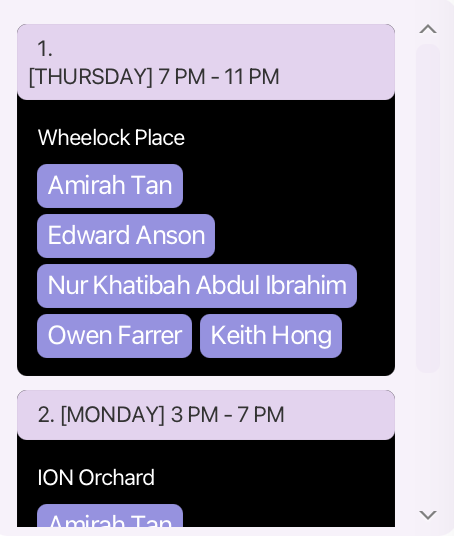 1.
[THURSDAY] 7 PM - 11 PM
Wheelock Place
Amirah Tan
Edward Anson
Nur Khatibah Abdul Ibrahim
Owen Farrer Keith Hong
2. [MONDAY] 3 PM - 7 PM
ION Orchard
Amirah Tan